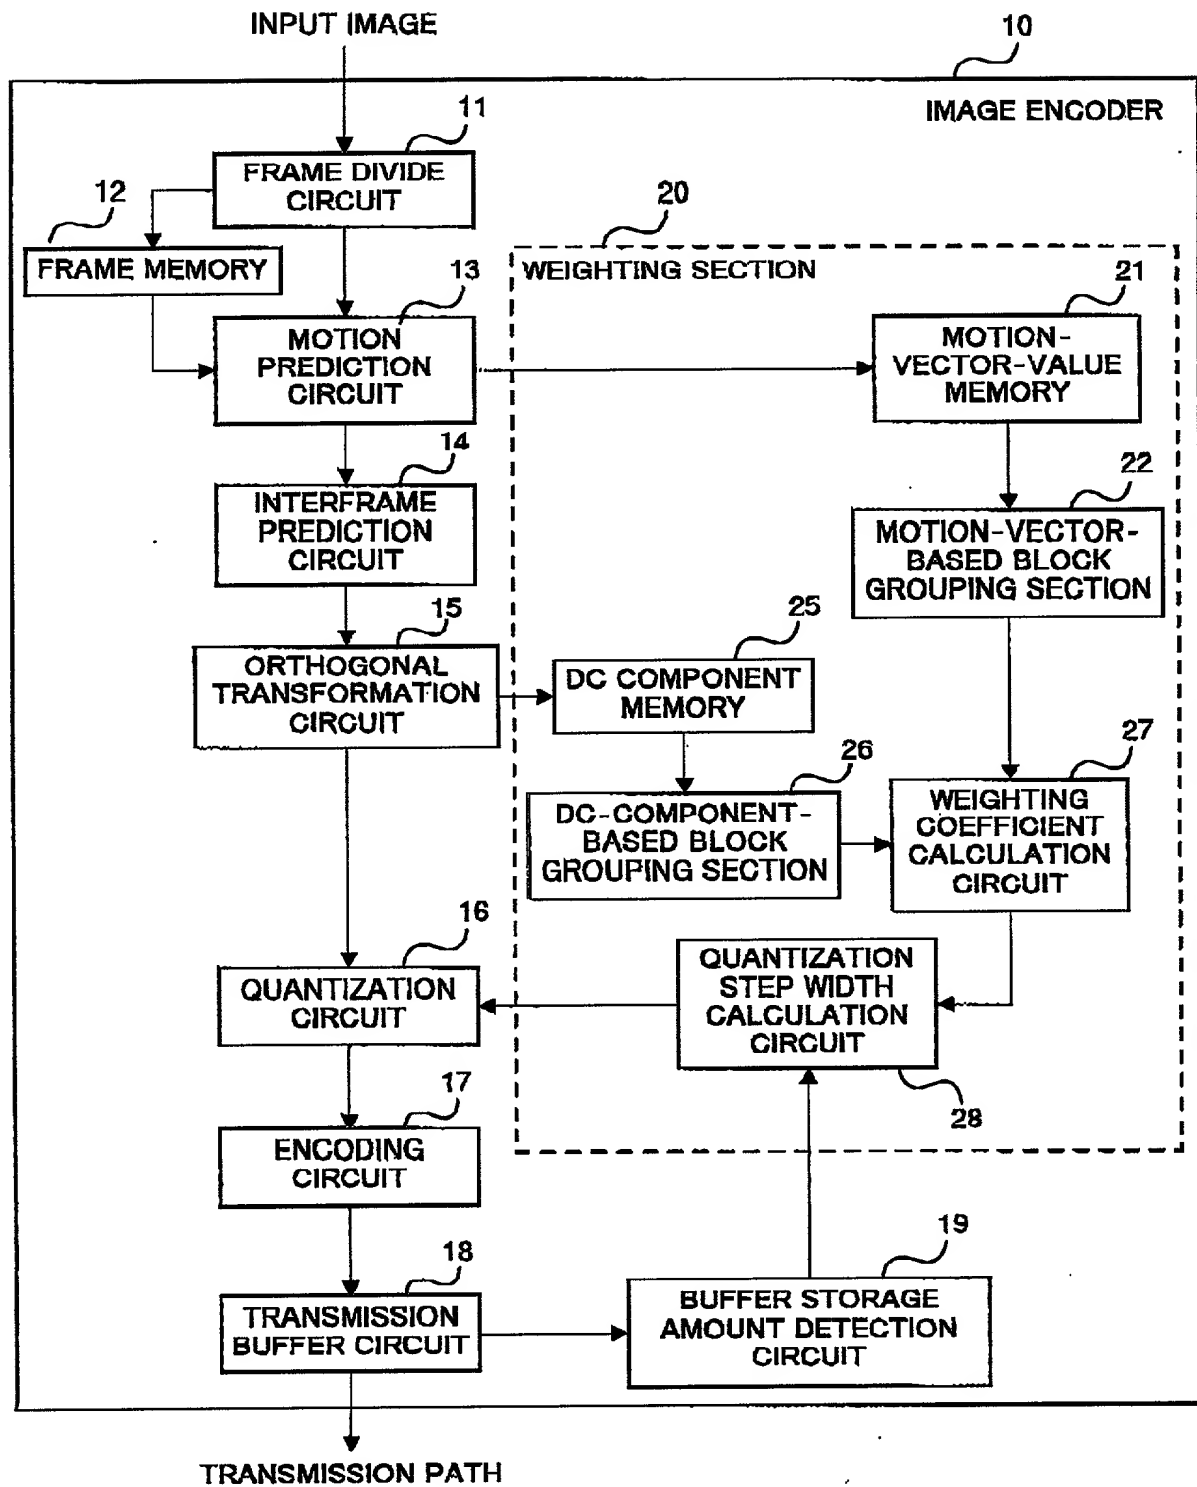 INPUT IMAGE
10
IMAGE ENCODER
11
FRAME DIVIDE
CIRCUIT
12
FRAME MEMORY
20
WEIGHTING SECTION
13
MOTION
PREDICTION
CIRCUIT
21
MOTION-
VECTOR-VALUE
MEMORY
14
INTERFRAME
PREDICTION
CIRCUIT
22
MOTION-VECTOR-
BASED BLOCK
GROUPING SECTION
15
ORTHOGONAL
TRANSFORMATION
CIRCUIT
25
DC COMPONENT
MEMORY
26
DC-COMPONENT-
BASED BLOCK
GROUPING SECTION
27
WEIGHTING
COEFFICIENT
CALCULATION
CIRCUIT
16
QUANTIZATION
CIRCUIT
QUANTIZATION
STEP WIDTH
CALCULATION
CIRCUIT
28
17
ENCODING
CIRCUIT
18
TRANSMISSION
BUFFER CIRCUIT
19
BUFFER STORAGE
AMOUNT DETECTION
CIRCUIT
TRANSMISSION PATH